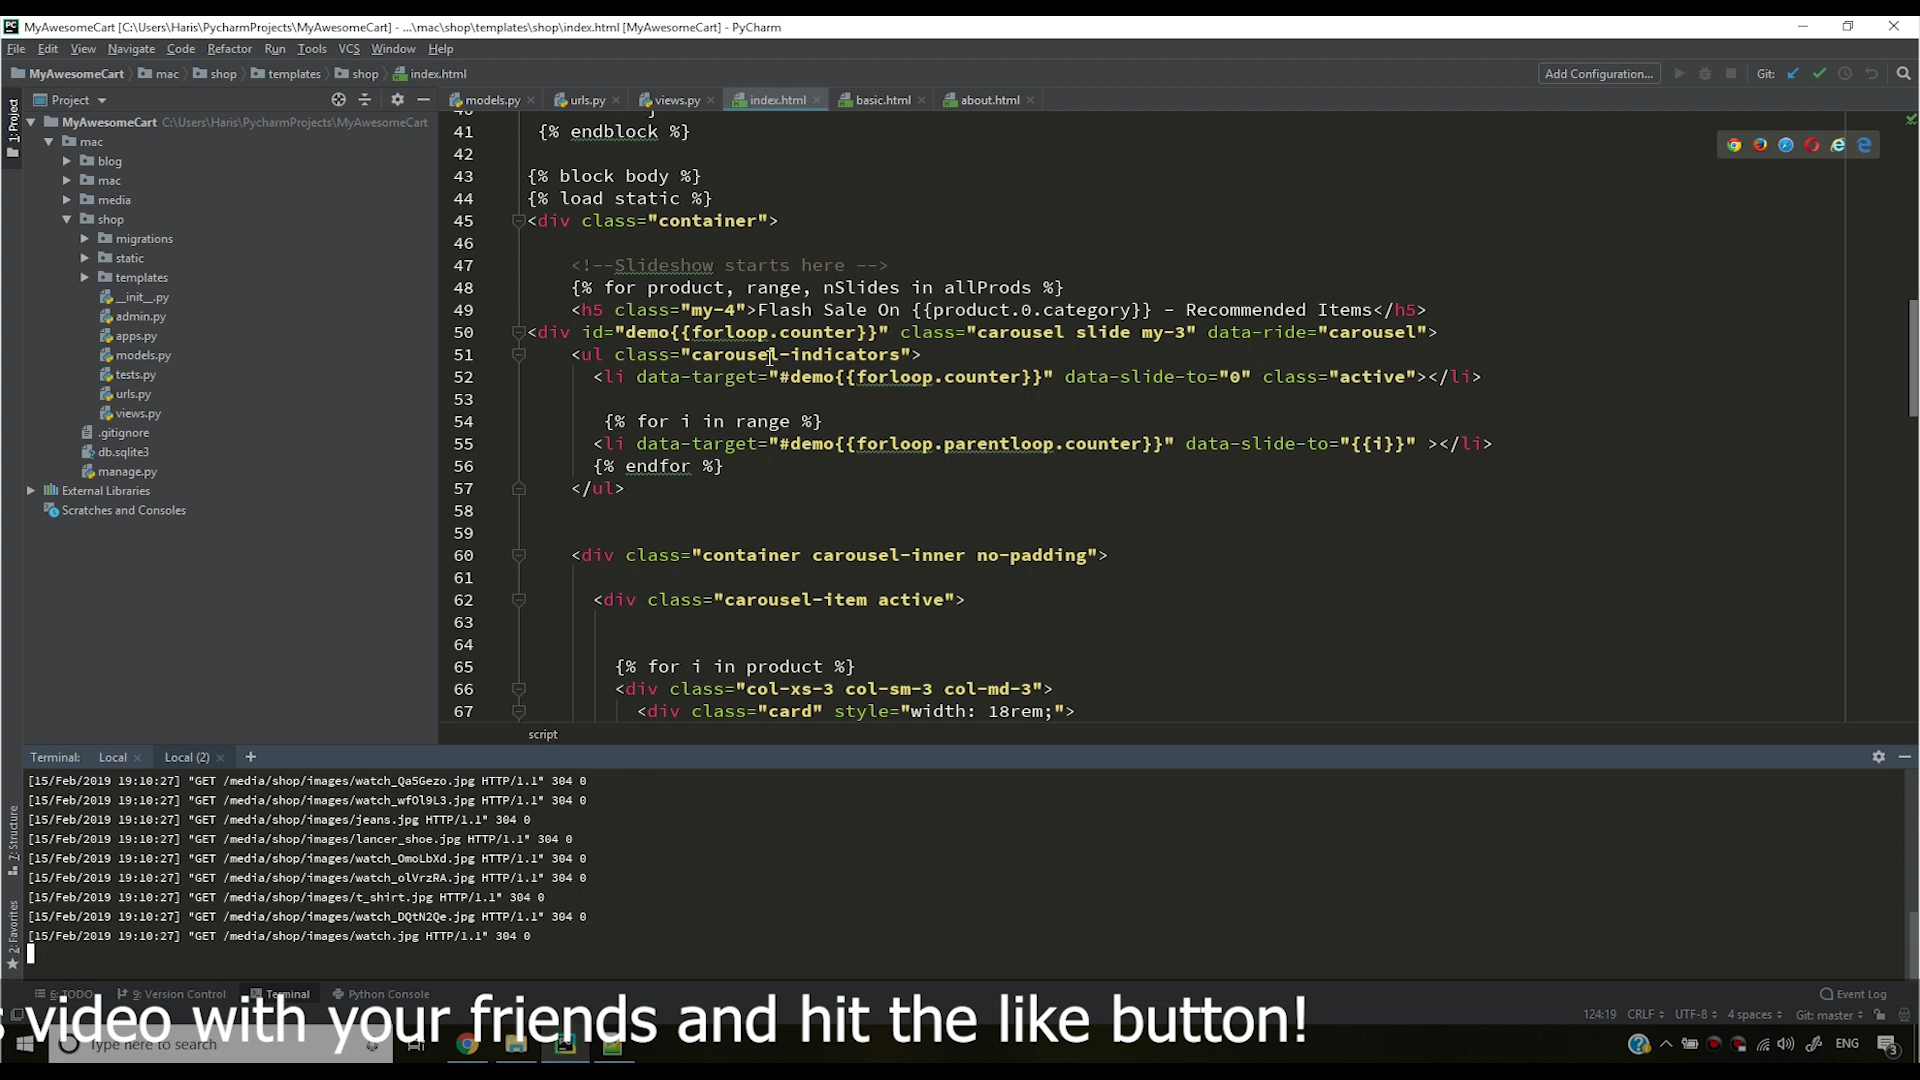 MyAwesomeCart [C:\Users\Haris\PycharmProjects\MyAwesomeCart] - ...\mac\shop\templates\shop\index.html [MyAwesomeCart] - PyCharm
File Edit View Navigate Code Refactor Run Tools VCS Window Help
MyAwesomeCart mac shop templates shop index.html Add Configuration... Git:
Project models.py urls.py views.py index.html basic.html about.html
1: Project
MyAwesomeCart C:\Users\Haris\PycharmProjects\MyAwesomeCart
mac
blog
mac
media
shop
migrations
static
templates
__init__.py
admin.py
apps.py
models.py
tests.py
urls.py
views.py
.gitignore
db.sqlite3
manage.py
External Libraries
Scratches and Consoles
41 {% endblock %}
42
43 {% block body %}
44 {% load static %}
45 <div class="container">
46
47 <!--Slideshow starts here -->
48 {% for product, range, nSlides in allProds %}
49 <h5 class="my-4">Flash Sale On {{product.0.category}} - Recommended Items</h5>
50 <div id="demo{{forloop.counter}}" class="carousel slide my-3" data-ride="carousel">
51 <ul class="carousel-indicators">
52 <li data-target="#demo{{forloop.counter}}" data-slide-to="0" class="active"></li>
53
54 {% for i in range %}
55 <li data-target="#demo{{forloop.parentloop.counter}}" data-slide-to="{{i}}" ></li>
56 {% endfor %}
57 </ul>
58
59
60 <div class="container carousel-inner no-padding">
61
62 <div class="carousel-item active">
63
64
65 {% for i in product %}
66 <div class="col-xs-3 col-sm-3 col-md-3">
67 <div class="card" style="width: 18rem;">
script
Terminal: Local Local (2) +
[15/Feb/2019 19:10:27] "GET /media/shop/images/watch_Qa5Gezo.jpg HTTP/1.1" 304 0
[15/Feb/2019 19:10:27] "GET /media/shop/images/watch_wfOl9L3.jpg HTTP/1.1" 304 0
[15/Feb/2019 19:10:27] "GET /media/shop/images/jeans.jpg HTTP/1.1" 304 0
[15/Feb/2019 19:10:27] "GET /media/shop/images/lancer_shoe.jpg HTTP/1.1" 304 0
[15/Feb/2019 19:10:27] "GET /media/shop/images/watch_OmoLbXd.jpg HTTP/1.1" 304 0
[15/Feb/2019 19:10:27] "GET /media/shop/images/watch_olVrzRA.jpg HTTP/1.1" 304 0
[15/Feb/2019 19:10:27] "GET /media/shop/images/t_shirt.jpg HTTP/1.1" 304 0
[15/Feb/2019 19:10:27] "GET /media/shop/images/watch_DQtN2Qe.jpg HTTP/1.1" 304 0
[15/Feb/2019 19:10:27] "GET /media/shop/images/watch.jpg HTTP/1.1" 304 0
Z: Structure
2: Favorites
6: TODO 9: Version Control Terminal Python Console Event Log
video with your friends and hit the like button!
124:19 CRLF UTF-8 4 spaces Git: master
Type here to search ENG 3